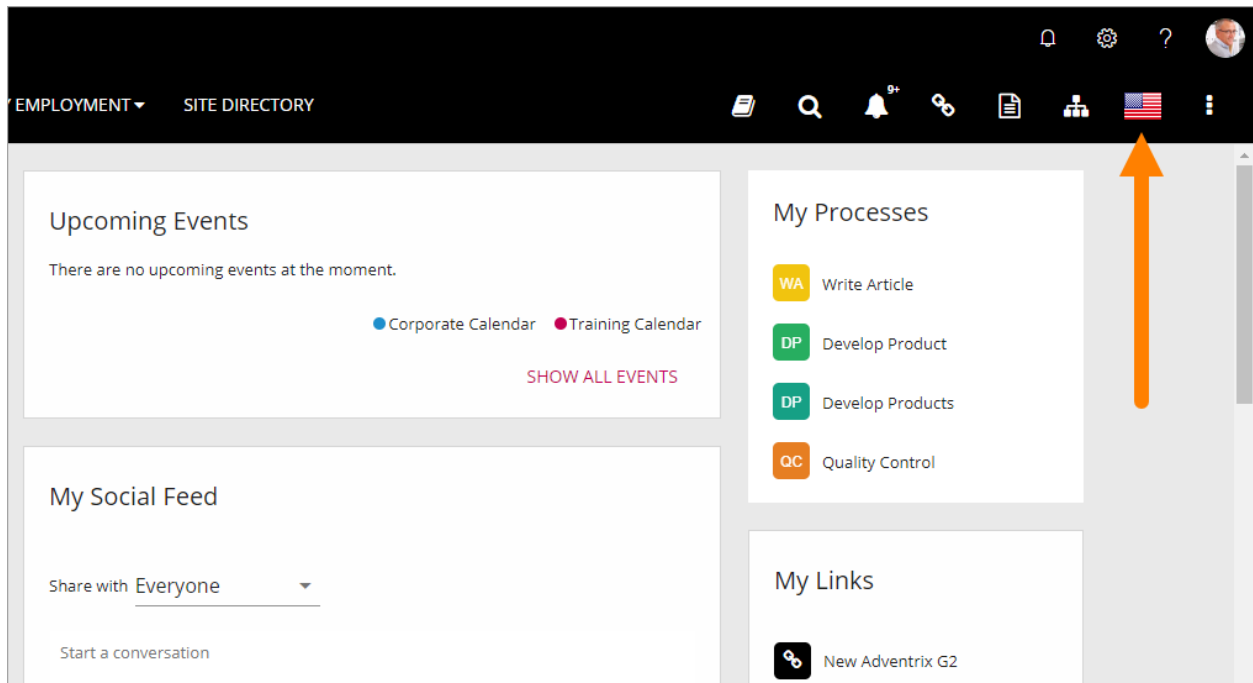 ?
EMPLOYMENT
SITE DIRECTORY
9+
Upcoming Events
There are no upcoming events at the moment.
Corporate Calendar Training Calendar
SHOW ALL EVENTS
My Social Feed
Share with Everyone
Start a conversation
My Processes
WA Write Article
DP Develop Product
DP Develop Products
QC Quality Control
My Links
New Adventrix G2